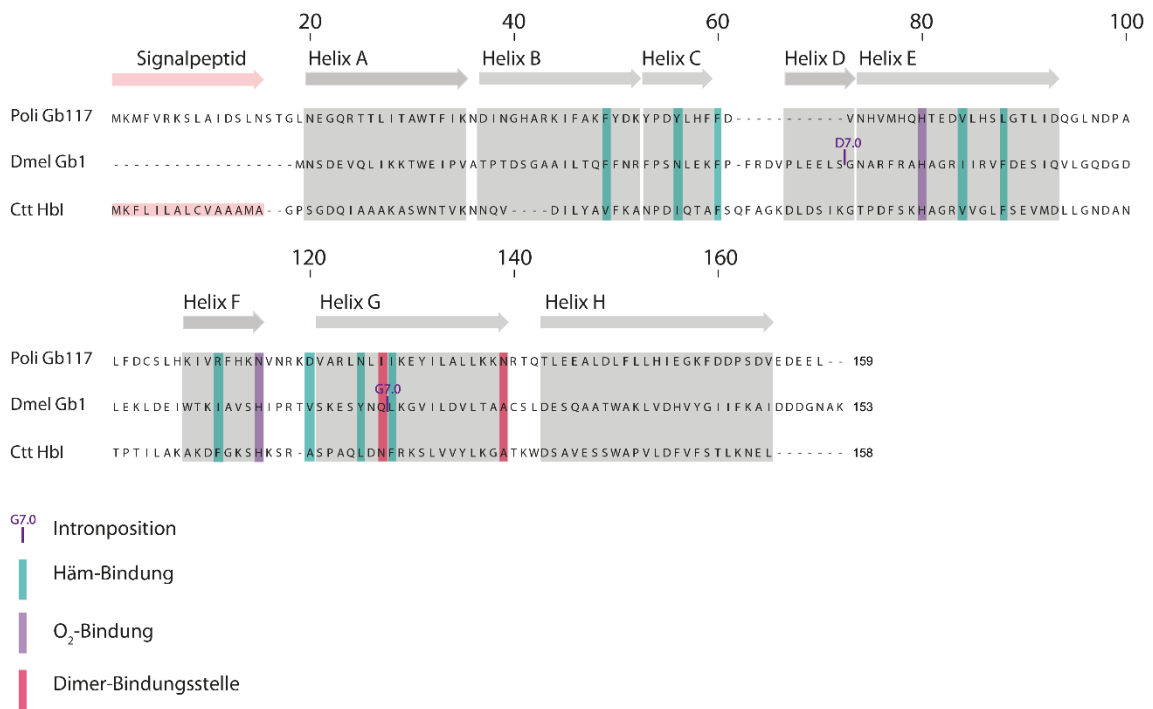 20 40 60 80 100
Signalpeptid Helix A Helix B Helix C Helix D Helix E
Poli Gb117 MKMFVRKSLAIDSLNSTGLNEGQRTTLITAWTFIKNDINGHARKIFAKFYDKYPDYLHFFD-----------VNHVMHQHTEDVLHSLGTLIDQGLNDPA
D7.0
Dmel Gb1 ------------------MNSDEVQLIKKTWEIPVATPTDSGAAILTQFFNRFPSNLEKFP-FRDVPLEELSGNARFRAHAGRIIRVFDESIQVLGQDGD
Ctt HbI MKFLILALCVAAAMA--GPSGDQIAAAKASWNTVKNNQV----DILYAVFKANPDIQTAFSQFAGKDLDSIKGTPDFSKHAGRVVGLFSEVMDLLGNDAN
120 140 160
Helix F Helix G Helix H
Poli Gb117 LFDCSLHKIVRFHKNVNRKDVARLNLIIKEYILALLKKNRTQTLEEALDLFLLHIEGKFDDPSDVEDEEL-- 159
G7.0
Dmel Gb1 LEKLDEIWTKIAVSHIPRTVSKESYNQLKGVILDVLTAACSLDESQAATWAKLVDHVYGIIFKAIDDDGNAK 153
Ctt HbI TPTILAKAKDFGKSHKSR-ASPAQLDNFRKSLVVYLKGATKWDSAVESSWAPVLDFVFSTLKNEL------- 158
G7.0 Intronposition
Häm-Bindung
O2-Bindung
Dimer-Bindungsstelle